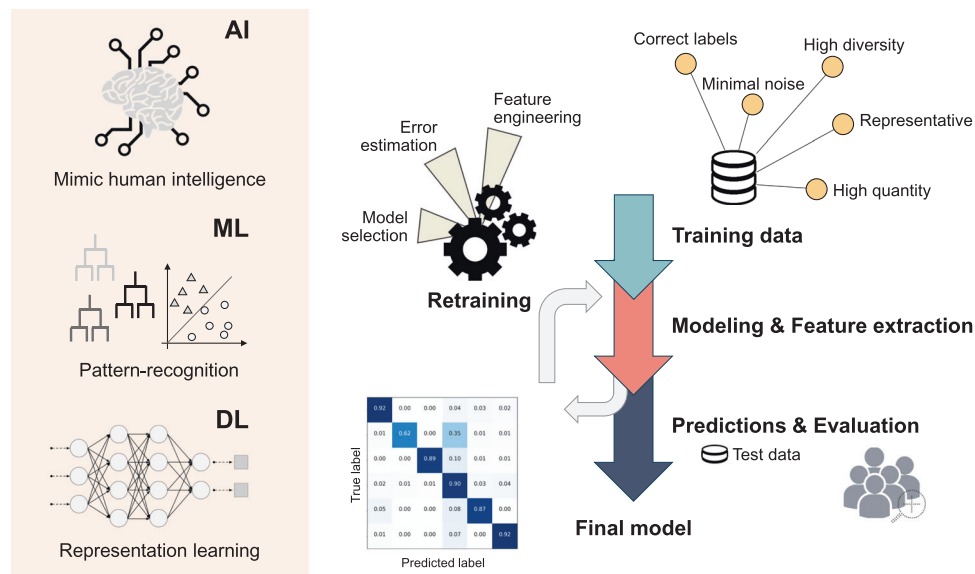 AI
Mimic human intelligence
ML
Pattern-recognition
DL
Representation learning
Feature
engineering
Error
estimation
Model
selection
Retraining
Correct labels
High diversity
Minimal noise
Representative
High quantity
Training data
Modeling & Feature extraction
Predictions & Evaluation
Test data
Final model
True label
0.92 0.00 0.00 0.04 0.03 0.02
0.01 0.62 0.00 0.35 0.01 0.01
0.00 0.00 0.89 0.10 0.01 0.01
0.02 0.01 0.01 0.90 0.03 0.04
0.05 0.00 0.00 0.08 0.87 0.00
0.01 0.00 0.00 0.07 0.00 0.92
Predicted label